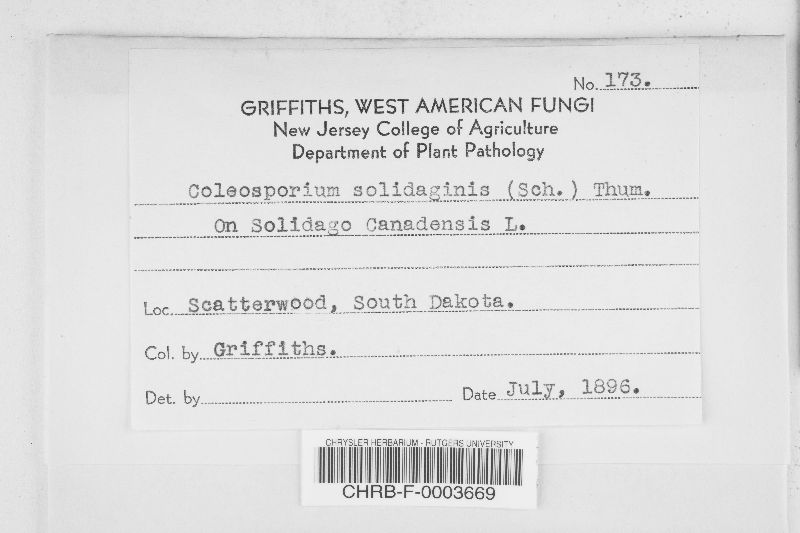 No. 173.
GRIFFITHS, WEST AMERICAN FUNGI
New Jersey College of Agriculture
Department of Plant Pathology
Coleosporium solidaginis (Sch.) Thum.
On Solidago Canadensis L.
Loc. Scatterwood, South Dakota.
Col. by Griffiths.
Det. by Date July, 1896.
CHRYSLER HERBARIUM - RUTGERS UNIVERSITY
CHRB-F-0003669